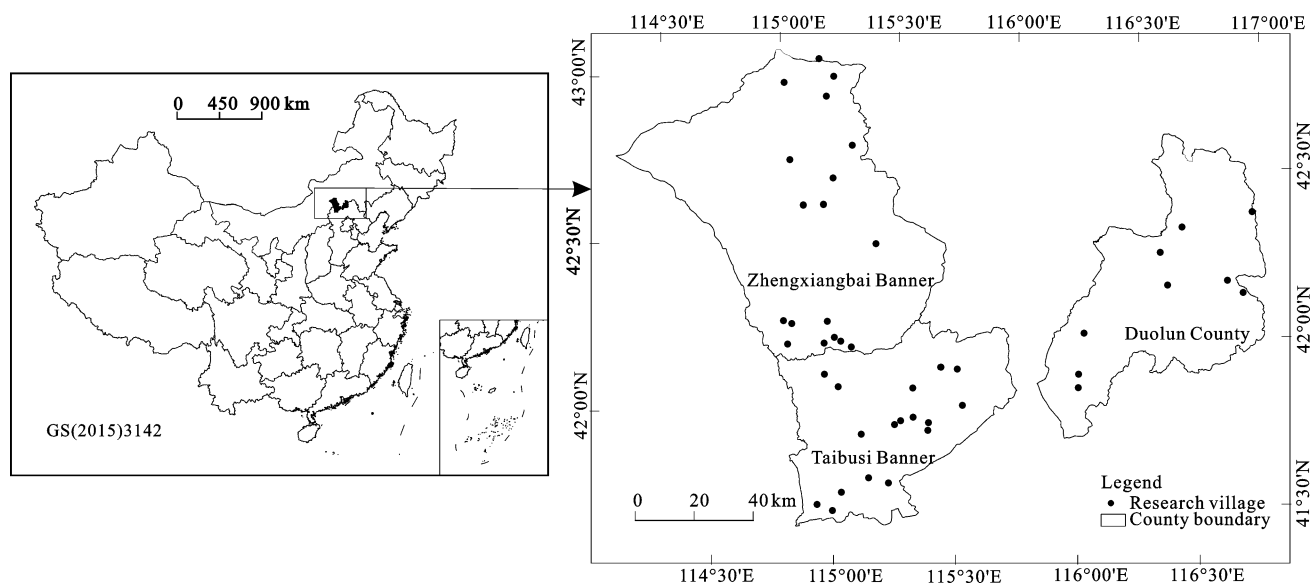 0 450 900 km
GS(2015)3142
114°30'E 115°00'E 115°30'E 116°00'E 116°30'E 117°00'E
43°00'N
42°30'N
42°00'N
42°30'N
42°00'N
41°30'N
Zhengxiangbai Banner
Duolun County
Taibusi Banner
0 20 40 km
Legend
Research village
County boundary
114°30'E 115°00'E 115°30'E 116°00'E 116°30'E